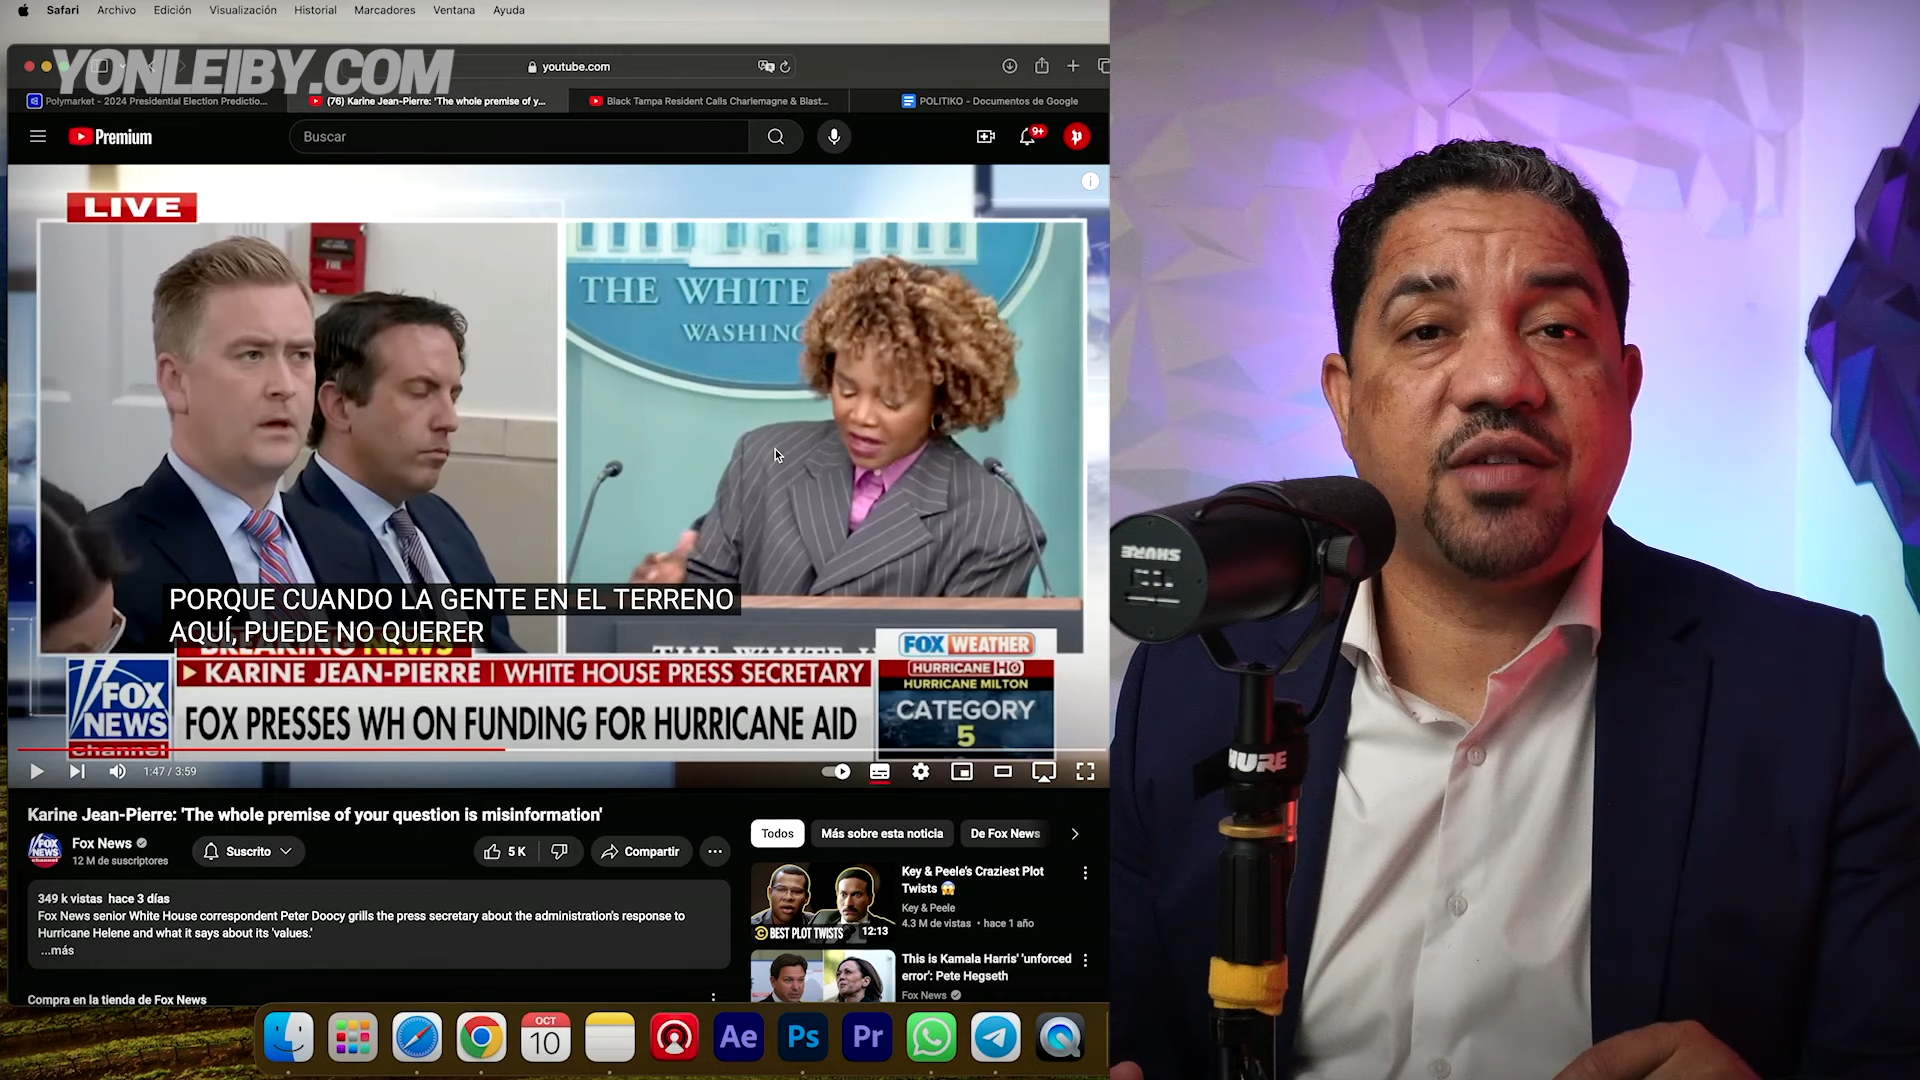 Safari Archivo Edición Visualización Historial Marcadores Ventana Ayuda
YONLEIBY.COM
youtube.com
Polymarket - 2024 Presidential Election Predictio...
(76) Karine Jean-Pierre: 'The whole premise of y...
Black Tampa Resident Calls Charlemagne & Blast...
POLITIKO - Documentos de Google
Premium
Buscar
9+
LIVE
FIRE
THE WHITE
WASHING
SHURE
PORQUE CUANDO LA GENTE EN EL TERRENO
AQUÍ, PUEDE NO QUERER
BREAKING NEWS
KARINE JEAN-PIERRE | WHITE HOUSE PRESS SECRETARY
FOX PRESSES WH ON FUNDING FOR HURRICANE AID
FOX
NEWS
channel
FOX WEATHER
HURRICANE HQ
HURRICANE MILTON
CATEGORY
5
SHURE
1:47 / 3:59
Karine Jean-Pierre: 'The whole premise of your question is misinformation'
Fox News
12 M de suscriptores
Suscrito
5 K
Compartir
349 k vistas hace 3 días
Fox News senior White House correspondent Peter Doocy grills the press secretary about the administration's response to
Hurricane Helene and what it says about its 'values.'
...más
Compra en la tienda de Fox News
Todos
Más sobre esta noticia
De Fox News
BEST PLOT TWISTS
12:13
Key & Peele's Craziest Plot
Twists
Key & Peele
4.3 M de vistas • hace 1 año
This is Kamala Harris' 'unforced
error': Pete Hegseth
Fox News
OCT
10
Ae
Ps
Pr